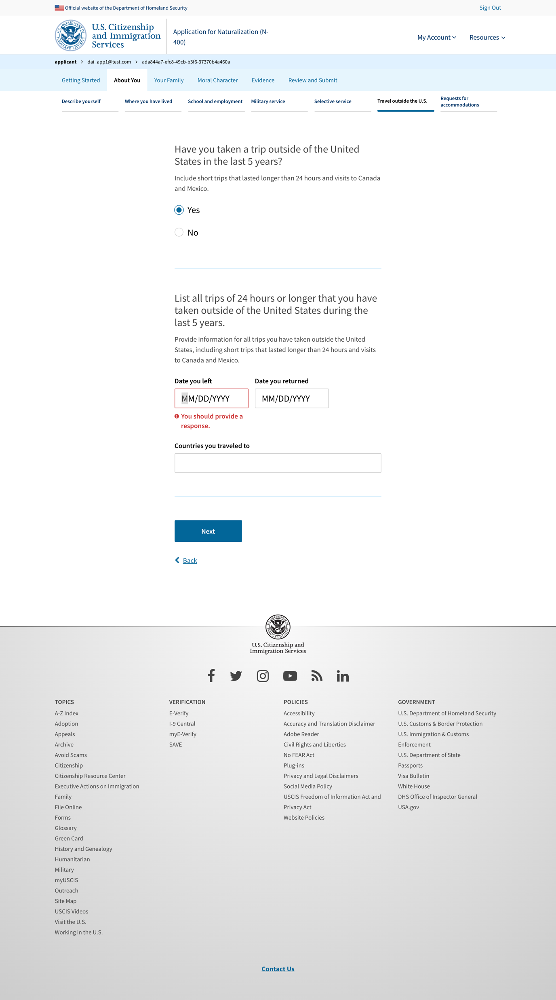 Official website of the Department of Homeland Security
Sign Out
U.S. Citizenship
and Immigration
Services
Application for Naturalization (N-
400)
My Account
Resources
applicant > dai_app1@test.com > ada844a7-efc8-49cb-b3f6-37370b4a460a
Getting Started
About You
Your Family
Moral Character
Evidence
Review and Submit
Describe yourself
Where you have lived
School and employment
Military service
Selective service
Travel outside the U.S.
Requests for
accommodations
Have you taken a trip outside of the United
States in the last 5 years?
Include short trips that lasted longer than 24 hours and visits to Canada
and Mexico.
Yes
No
List all trips of 24 hours or longer that you have
taken outside of the United States during the
last 5 years.
Provide information for all trips you have taken outside the United
States, including short trips that lasted longer than 24 hours and visits
to Canada and Mexico.
Date you left
Date you returned
MM/DD/YYYY
MM/DD/YYYY
You should provide a
response.
Countries you traveled to
Next
Back
U.S. Citizenship and
Immigration Services
TOPICS
A-Z Index
Adoption
Appeals
Archive
Avoid Scams
Citizenship
Citizenship Resource Center
Executive Actions on Immigration
Family
File Online
Forms
Glossary
Green Card
History and Genealogy
Humanitarian
Military
myUSCIS
Outreach
Site Map
USCIS Videos
Visit the U.S.
Working in the U.S.
VERIFICATION
E-Verify
I-9 Central
myE-Verify
SAVE
POLICIES
Accessibility
Accuracy and Translation Disclaimer
Adobe Reader
Civil Rights and Liberties
No FEAR Act
Plug-ins
Privacy and Legal Disclaimers
Social Media Policy
USCIS Freedom of Information Act and
Privacy Act
Website Policies
GOVERNMENT
U.S. Department of Homeland Security
U.S. Customs & Border Protection
U.S. Immigration & Customs
Enforcement
U.S. Department of State
Passports
Visa Bulletin
White House
DHS Office of Inspector General
USA.gov
Contact Us